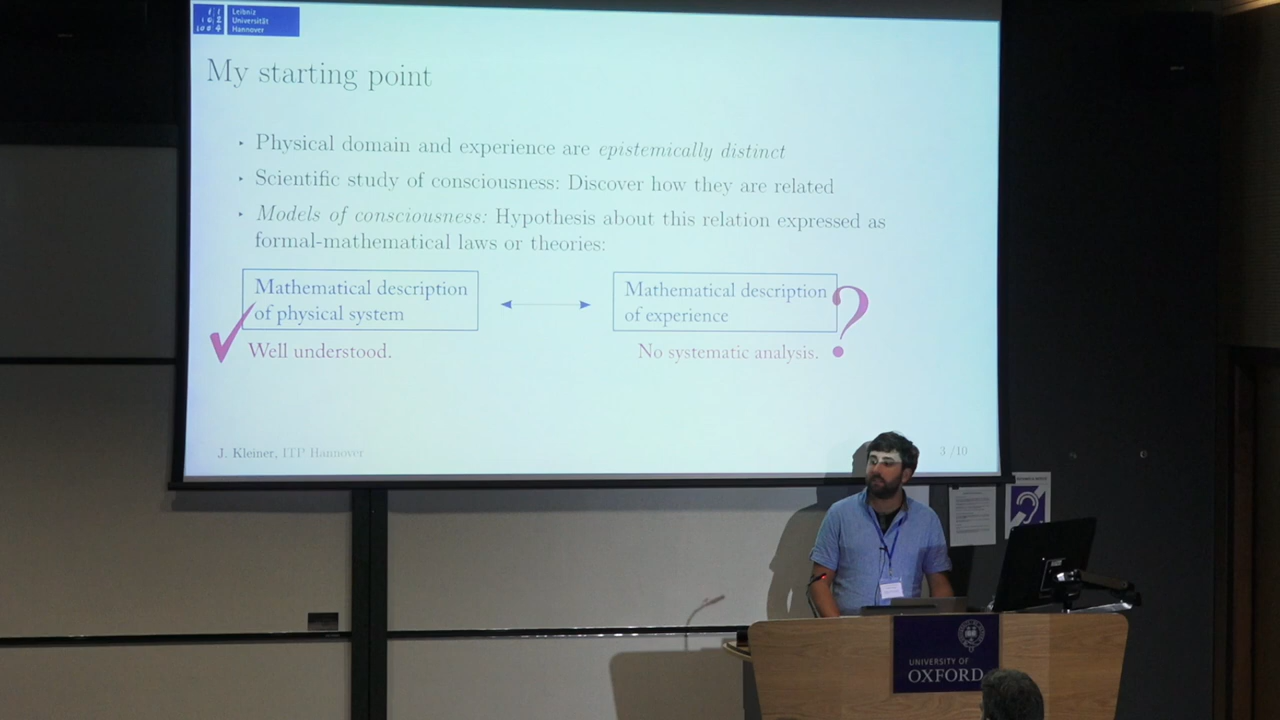 Leibniz
Universität
Hannover
My starting point
‣ Physical domain and experience are epistemically distinct
‣ Scientific study of consciousness: Discover how they are related
‣ Models of consciousness: Hypothesis about this relation expressed as
formal-mathematical laws or theories:
Mathematical description
of physical system
Mathematical description
of experience
?
Well understood.
No systematic analysis.
J. Kleiner, ITP Hannover
3 /10
UNIVERSITY OF
OXFORD